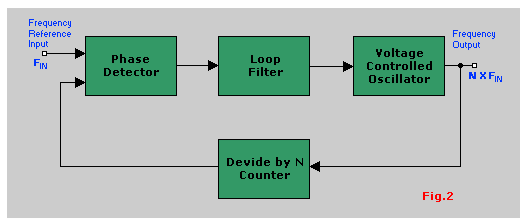 Frequency
Reference
Input
FIN
Phase
Detector
Loop
Filter
Voltage
Controlled
Oscillator
Frequency
Output
N X FIN
Devide by N
Counter
Fig.2